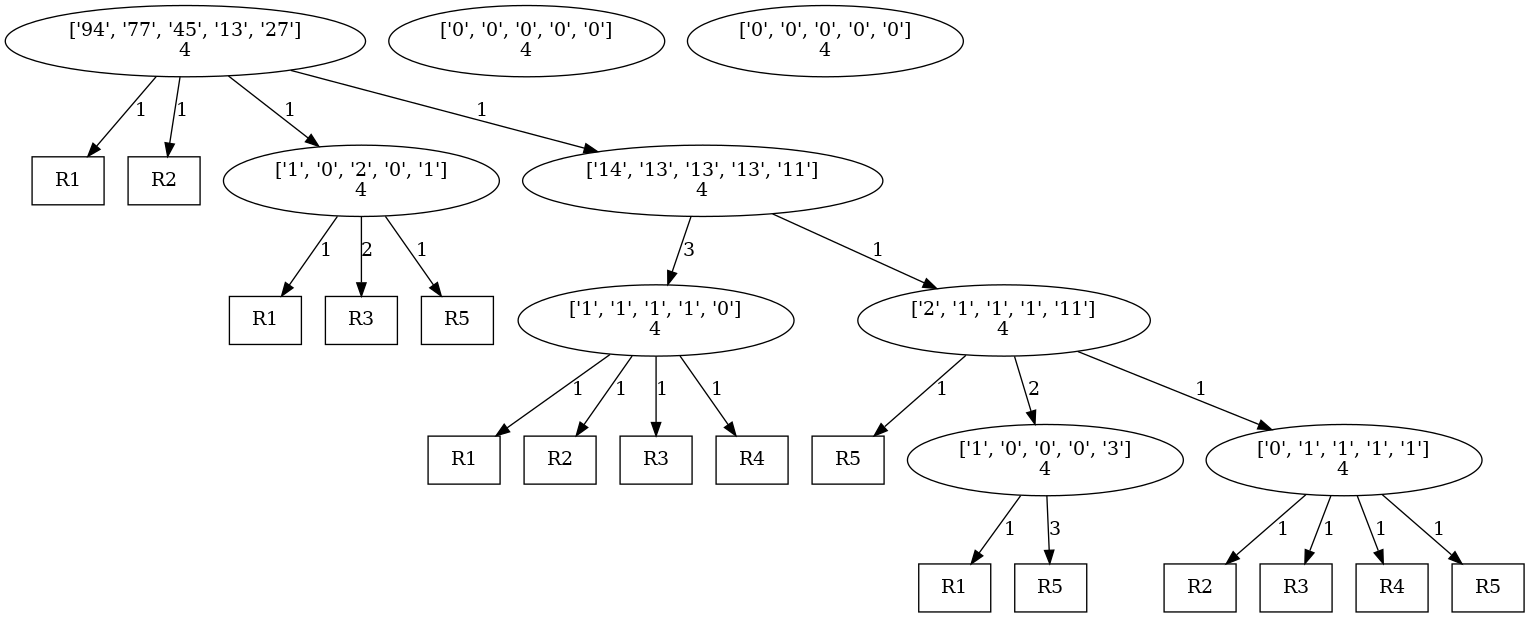 ['94', '77', '45', '13', '27']
4
['0', '0', '0', '0', '0']
4
['0', '0', '0', '0', '0']
4
1
1
1
1
R1
R2
['1', '0', '2', '0', '1']
4
['14', '13', '13', '13', '11']
4
1
2
1
3
1
R1
R3
R5
['1', '1', '1', '1', '0']
4
['2', '1', '1', '1', '11']
4
1
1
1
1
1
2
1
R1
R2
R3
R4
R5
['1', '0', '0', '0', '3']
4
['0', '1', '1', '1', '1']
4
1
3
1
1
1
1
R1
R5
R2
R3
R4
R5